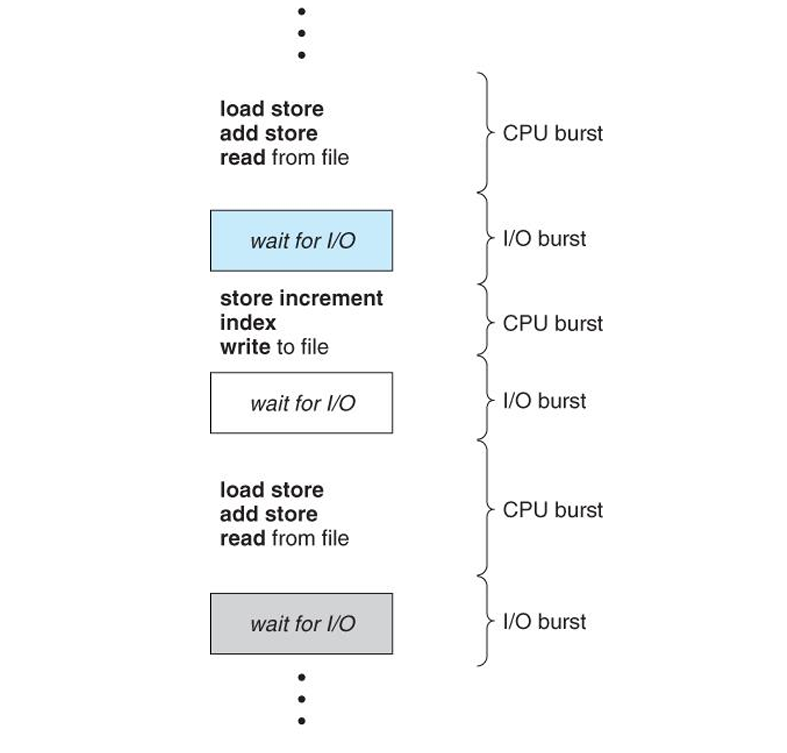 load store
add store
read from file
CPU burst
wait for I/O
I/O burst
store increment
index
write to file
CPU burst
wait for I/O
I/O burst
load store
add store
read from file
CPU burst
wait for I/O
I/O burst